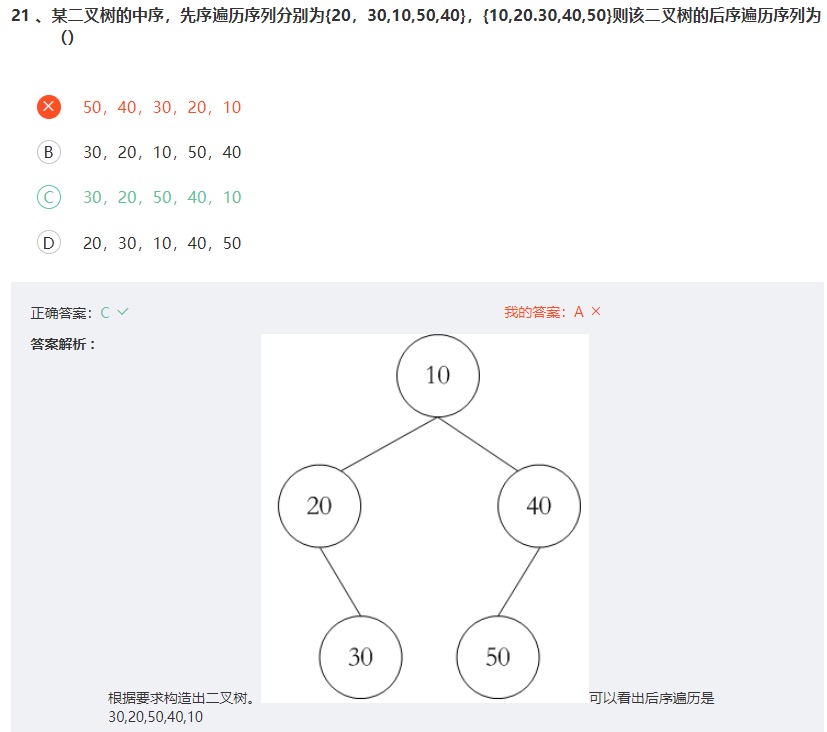 21 、某二叉树的中序，先序遍历序列分别为{20，30,10,50,40}，{10,20.30,40,50}则该二叉树的后序遍历序列为
()
50，40，30，20，10
B 30，20，10，50，40
C 30，20，50，40，10
D 20，30，10，40，50
正确答案：C
我的答案：A
答案解析：
10
20 40
30 50
根据要求构造出二叉树。 可以看出后序遍历是
30,20,50,40,10